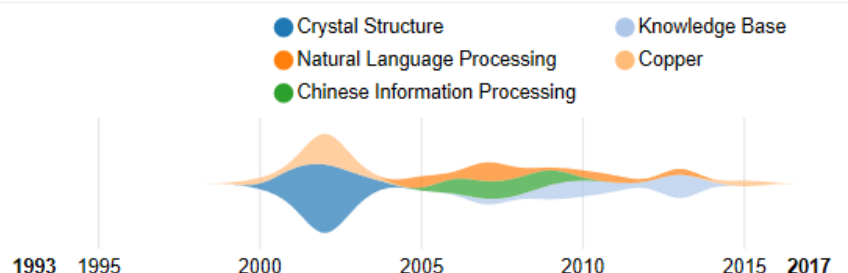 Crystal Structure Knowledge Base
Natural Language Processing Copper
Chinese Information Processing
1993 1995 2000 2005 2010 2015 2017